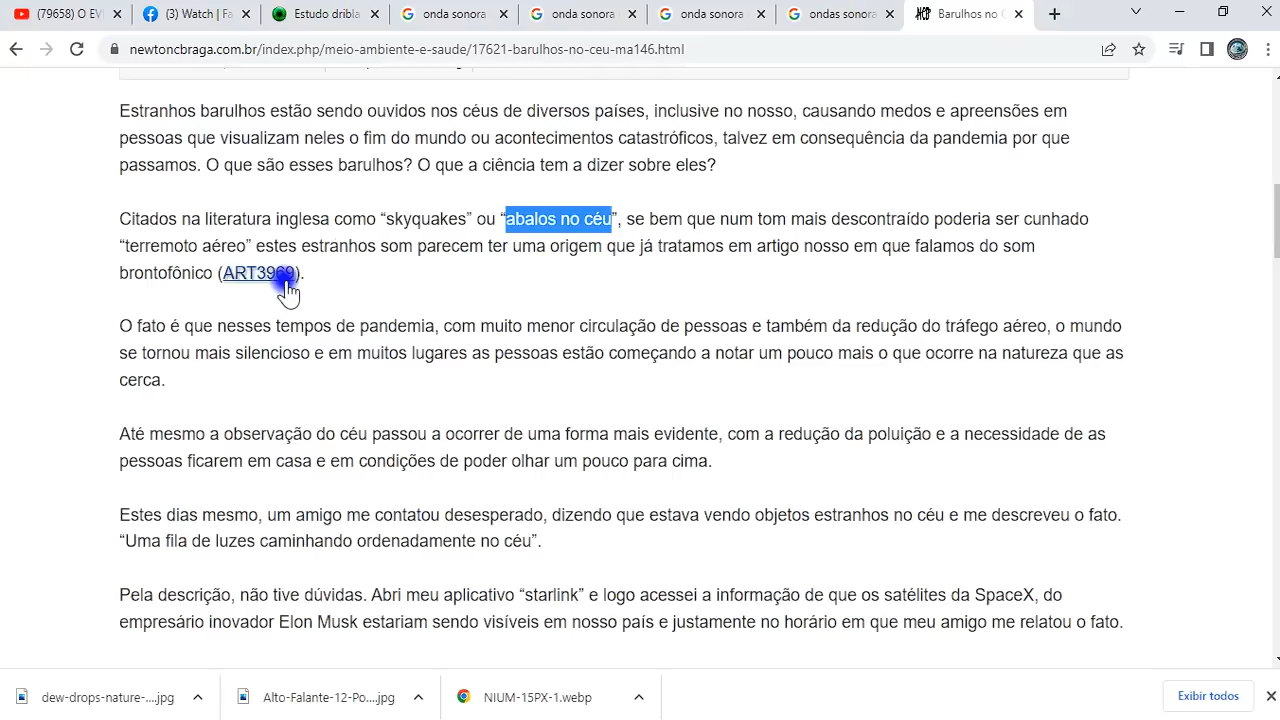 (79658) O EVI
(3) Watch | Fa
Estudo dribla
onda sonora
onda sonora
onda sonora
ondas sonora
Barulhos no C
newtoncbraga.com.br/index.php/meio-ambiente-e-saude/17621-barulhos-no-ceu-ma146.html
Estranhos barulhos estão sendo ouvidos nos céus de diversos países, inclusive no nosso, causando medos e apreensões em
pessoas que visualizam neles o fim do mundo ou acontecimentos catastróficos, talvez em consequência da pandemia por que
passamos. O que são esses barulhos? O que a ciência tem a dizer sobre eles?
Citados na literatura inglesa como “skyquakes” ou “abalos no céu”, se bem que num tom mais descontraído poderia ser cunhado
“terremoto aéreo” estes estranhos som parecem ter uma origem que já tratamos em artigo nosso em que falamos do som
brontofônico (ART3969).
O fato é que nesses tempos de pandemia, com muito menor circulação de pessoas e também da redução do tráfego aéreo, o mundo
se tornou mais silencioso e em muitos lugares as pessoas estão começando a notar um pouco mais o que ocorre na natureza que as
cerca.
Até mesmo a observação do céu passou a ocorrer de uma forma mais evidente, com a redução da poluição e a necessidade de as
pessoas ficarem em casa e em condições de poder olhar um pouco para cima.
Estes dias mesmo, um amigo me contatou desesperado, dizendo que estava vendo objetos estranhos no céu e me descreveu o fato.
“Uma fila de luzes caminhando ordenadamente no céu”.
Pela descrição, não tive dúvidas. Abri meu aplicativo “starlink” e logo acessei a informação de que os satélites da SpaceX, do
empresário inovador Elon Musk estariam sendo visíveis em nosso país e justamente no horário em que meu amigo me relatou o fato.
dew-drops-nature-....jpg
Alto-Falante-12-Po....jpg
NIUM-15PX-1.webp
Exibir todos